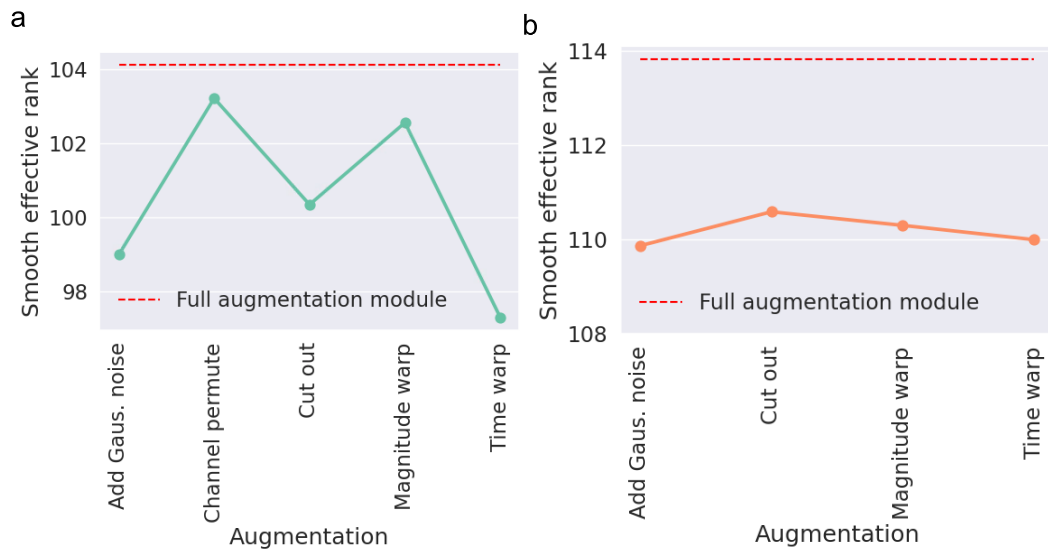 a
104
102
100
98
Smooth effective rank
Full augmentation module
Add Gaus. noise
Channel permute
Cut out
Magnitude warp
Time warp
Augmentation
b
114
112
110
108
Smooth effective rank
Full augmentation module
Add Gaus. noise
Cut out
Magnitude warp
Time warp
Augmentation